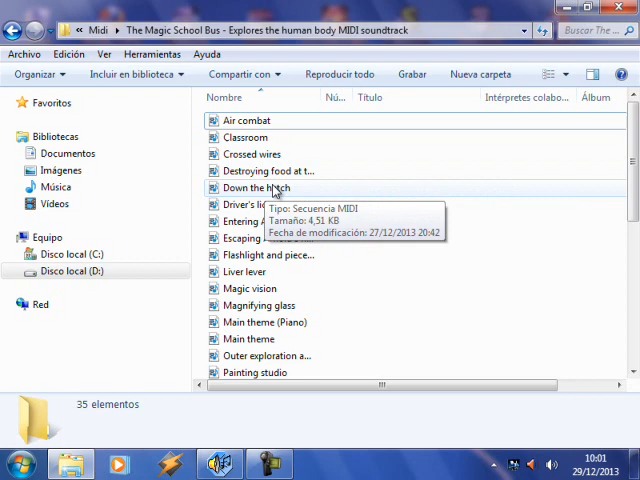 « Midi ▸ The Magic School Bus - Explores the human body MIDI soundtrack
Buscar The ...
Archivo Edición Ver Herramientas Ayuda
Organizar Incluir en biblioteca Compartir con Reproducir todo Grabar Nueva carpeta
Nombre Nú... Título Intérpretes colabo... Álbum
Favoritos
Bibliotecas
Documentos
Imágenes
Música
Vídeos
Equipo
Disco local (C:)
Disco local (D:)
Red
Air combat
Classroom
Crossed wires
Destroying food at t...
Down the hatch
Driver's lic
Entering A
Escaping
Flashlight and piece...
Liver lever
Magic vision
Magnifying glass
Main theme (Piano)
Main theme
Outer exploration a...
Painting studio
Tipo: Secuencia MIDI
Tamaño: 4,51 KB
Fecha de modificación: 27/12/2013 20:42
35 elementos
10:01
29/12/2013